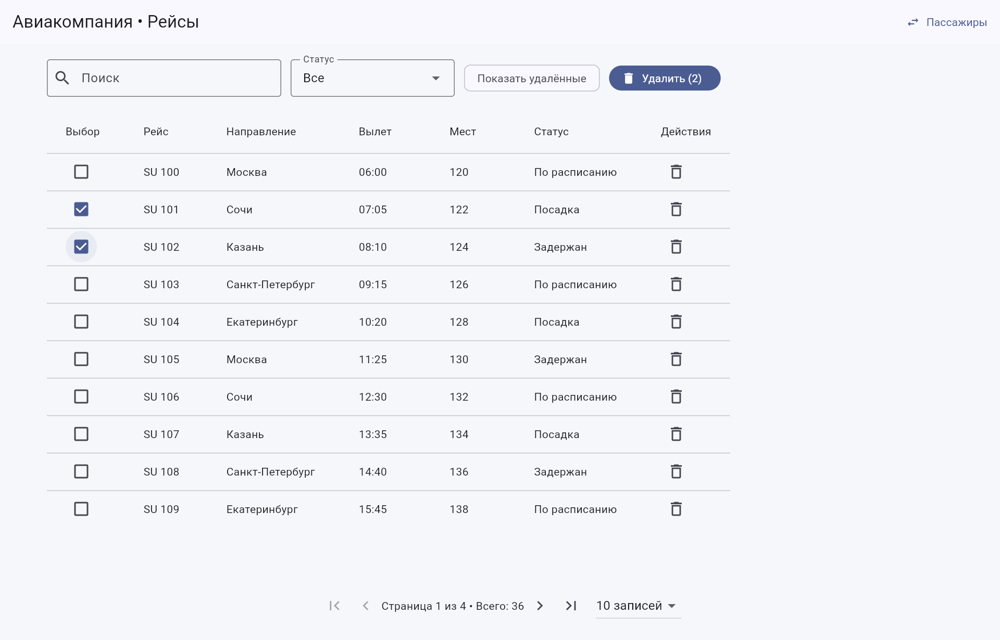 Авиакомпания • Рейсы
Пассажиры
Статус
Поиск
Все
Показать удалённые
Удалить (2)
Выбор Рейс Направление Вылет Мест Статус Действия
SU 100 Москва 06:00 120 По расписанию
SU 101 Сочи 07:05 122 Посадка
SU 102 Казань 08:10 124 Задержан
SU 103 Санкт-Петербург 09:15 126 По расписанию
SU 104 Екатеринбург 10:20 128 Посадка
SU 105 Москва 11:25 130 Задержан
SU 106 Сочи 12:30 132 По расписанию
SU 107 Казань 13:35 134 Посадка
SU 108 Санкт-Петербург 14:40 136 Задержан
SU 109 Екатеринбург 15:45 138 По расписанию
Страница 1 из 4 • Всего: 36
10 записей